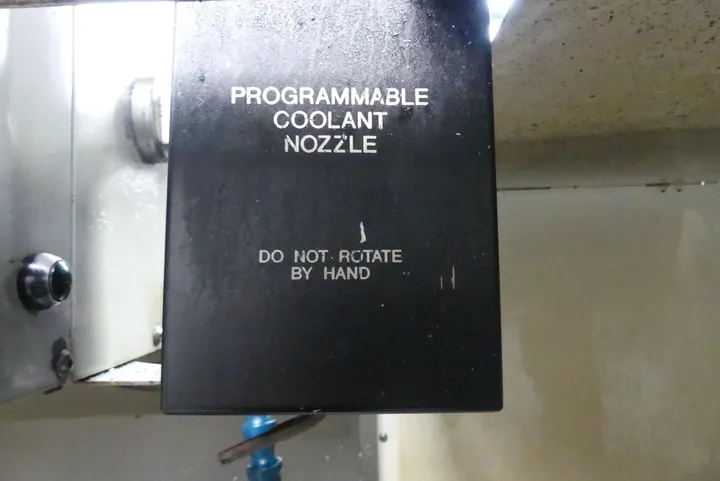 PROGRAMMABLE
COOLANT
NOZZLE
DO NOT ROTATE
BY HAND